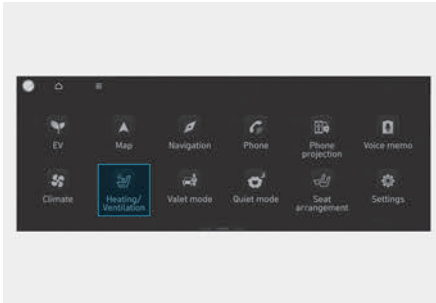 EV
Map
Navigation
Phone
Phone
projection
Voice memo
Climate
Heating/
Ventilation
Valet mode
Quiet mode
Seat
arrangement
Settings